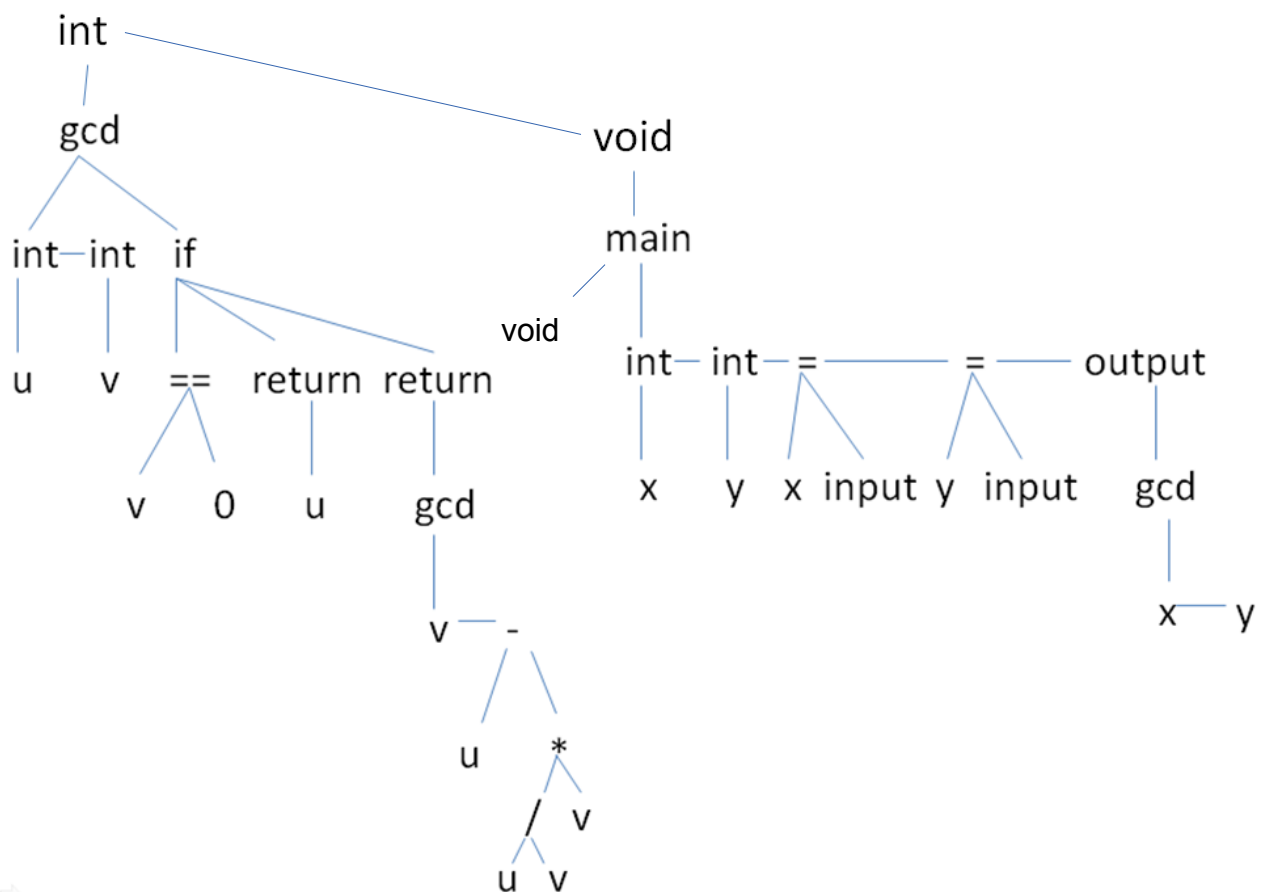 int
gcd void
int int if main
void
int int = = output
u v == return return
x y x input y input gcd
v 0 u gcd
x y
v -
u *
/ v
u v